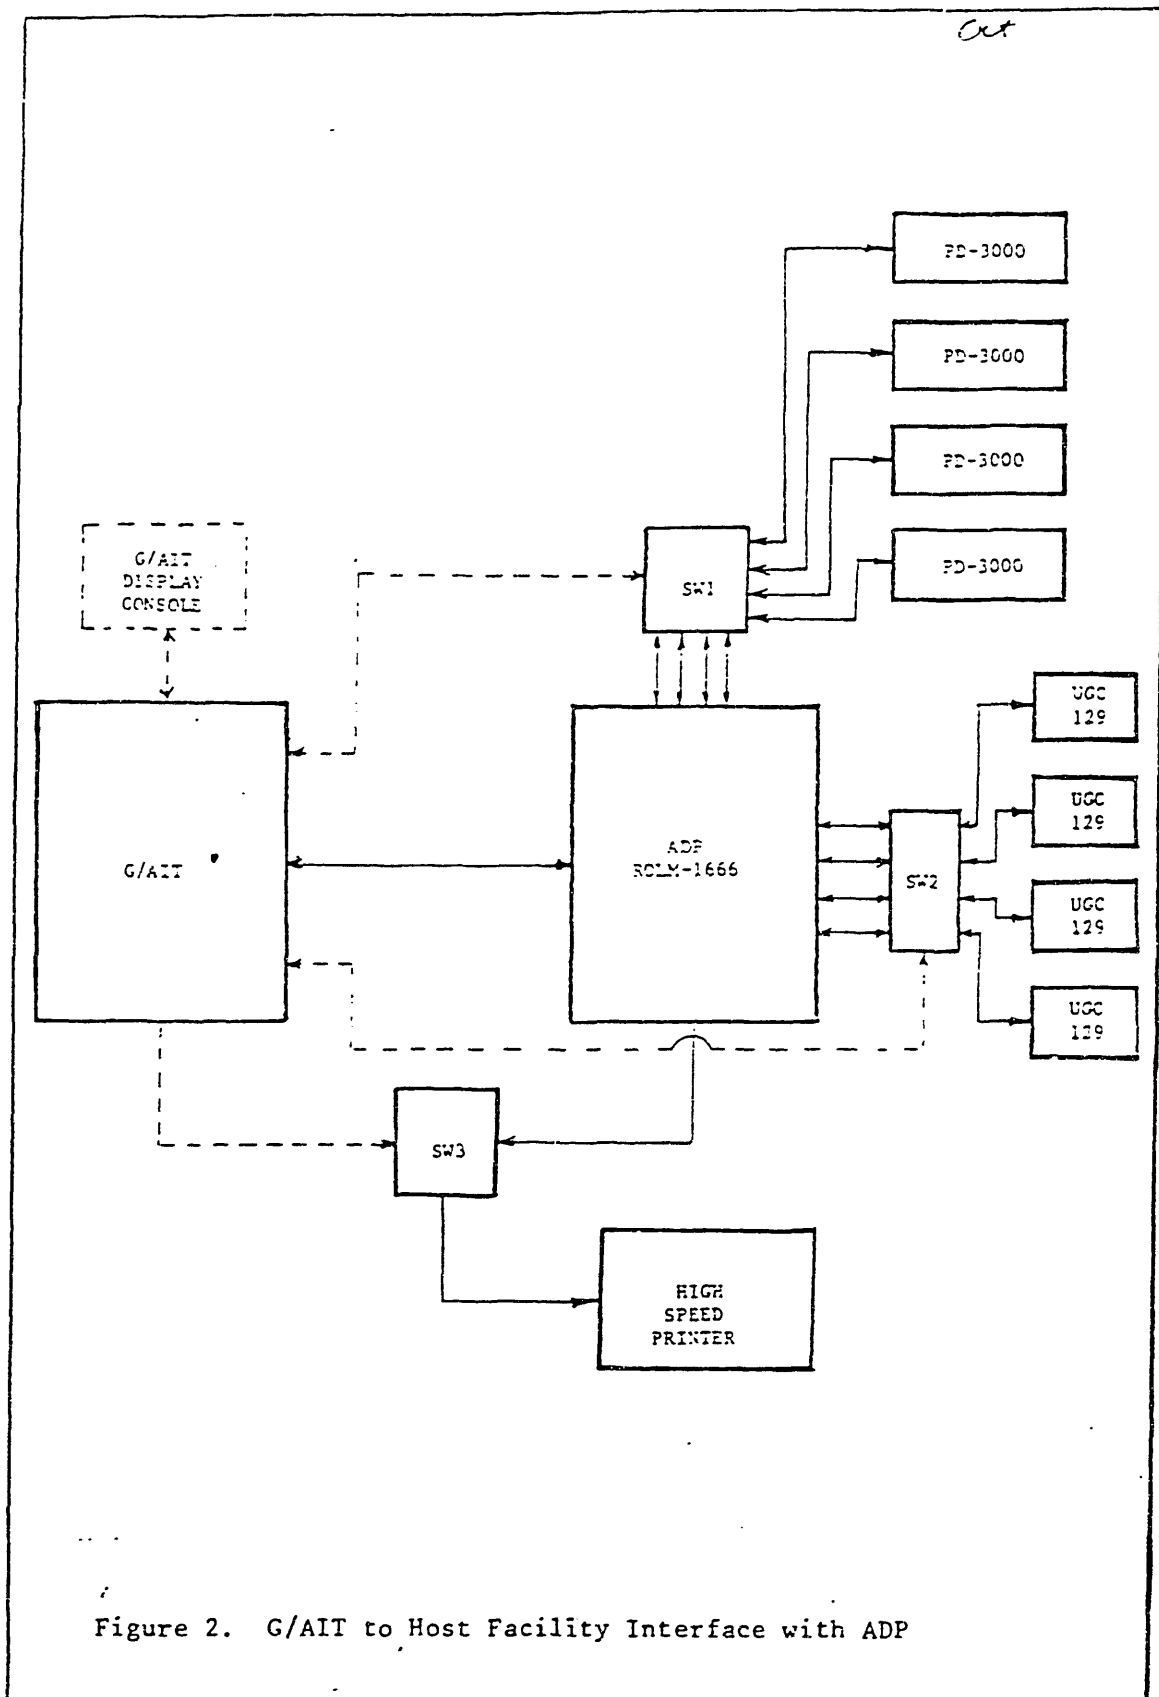 PD-3000
PD-3000
PD-3000
PD-3000
G/AIT
DISPLAY
CONSOLE
SW1
UGC
129
UGC
129
UGC
129
UGC
129
G/AIT
ADP
ROLM-1666
SW2
SW3
HIGH
SPEED
PRINTER
Figure 2. G/AIT to Host Facility Interface with ADP